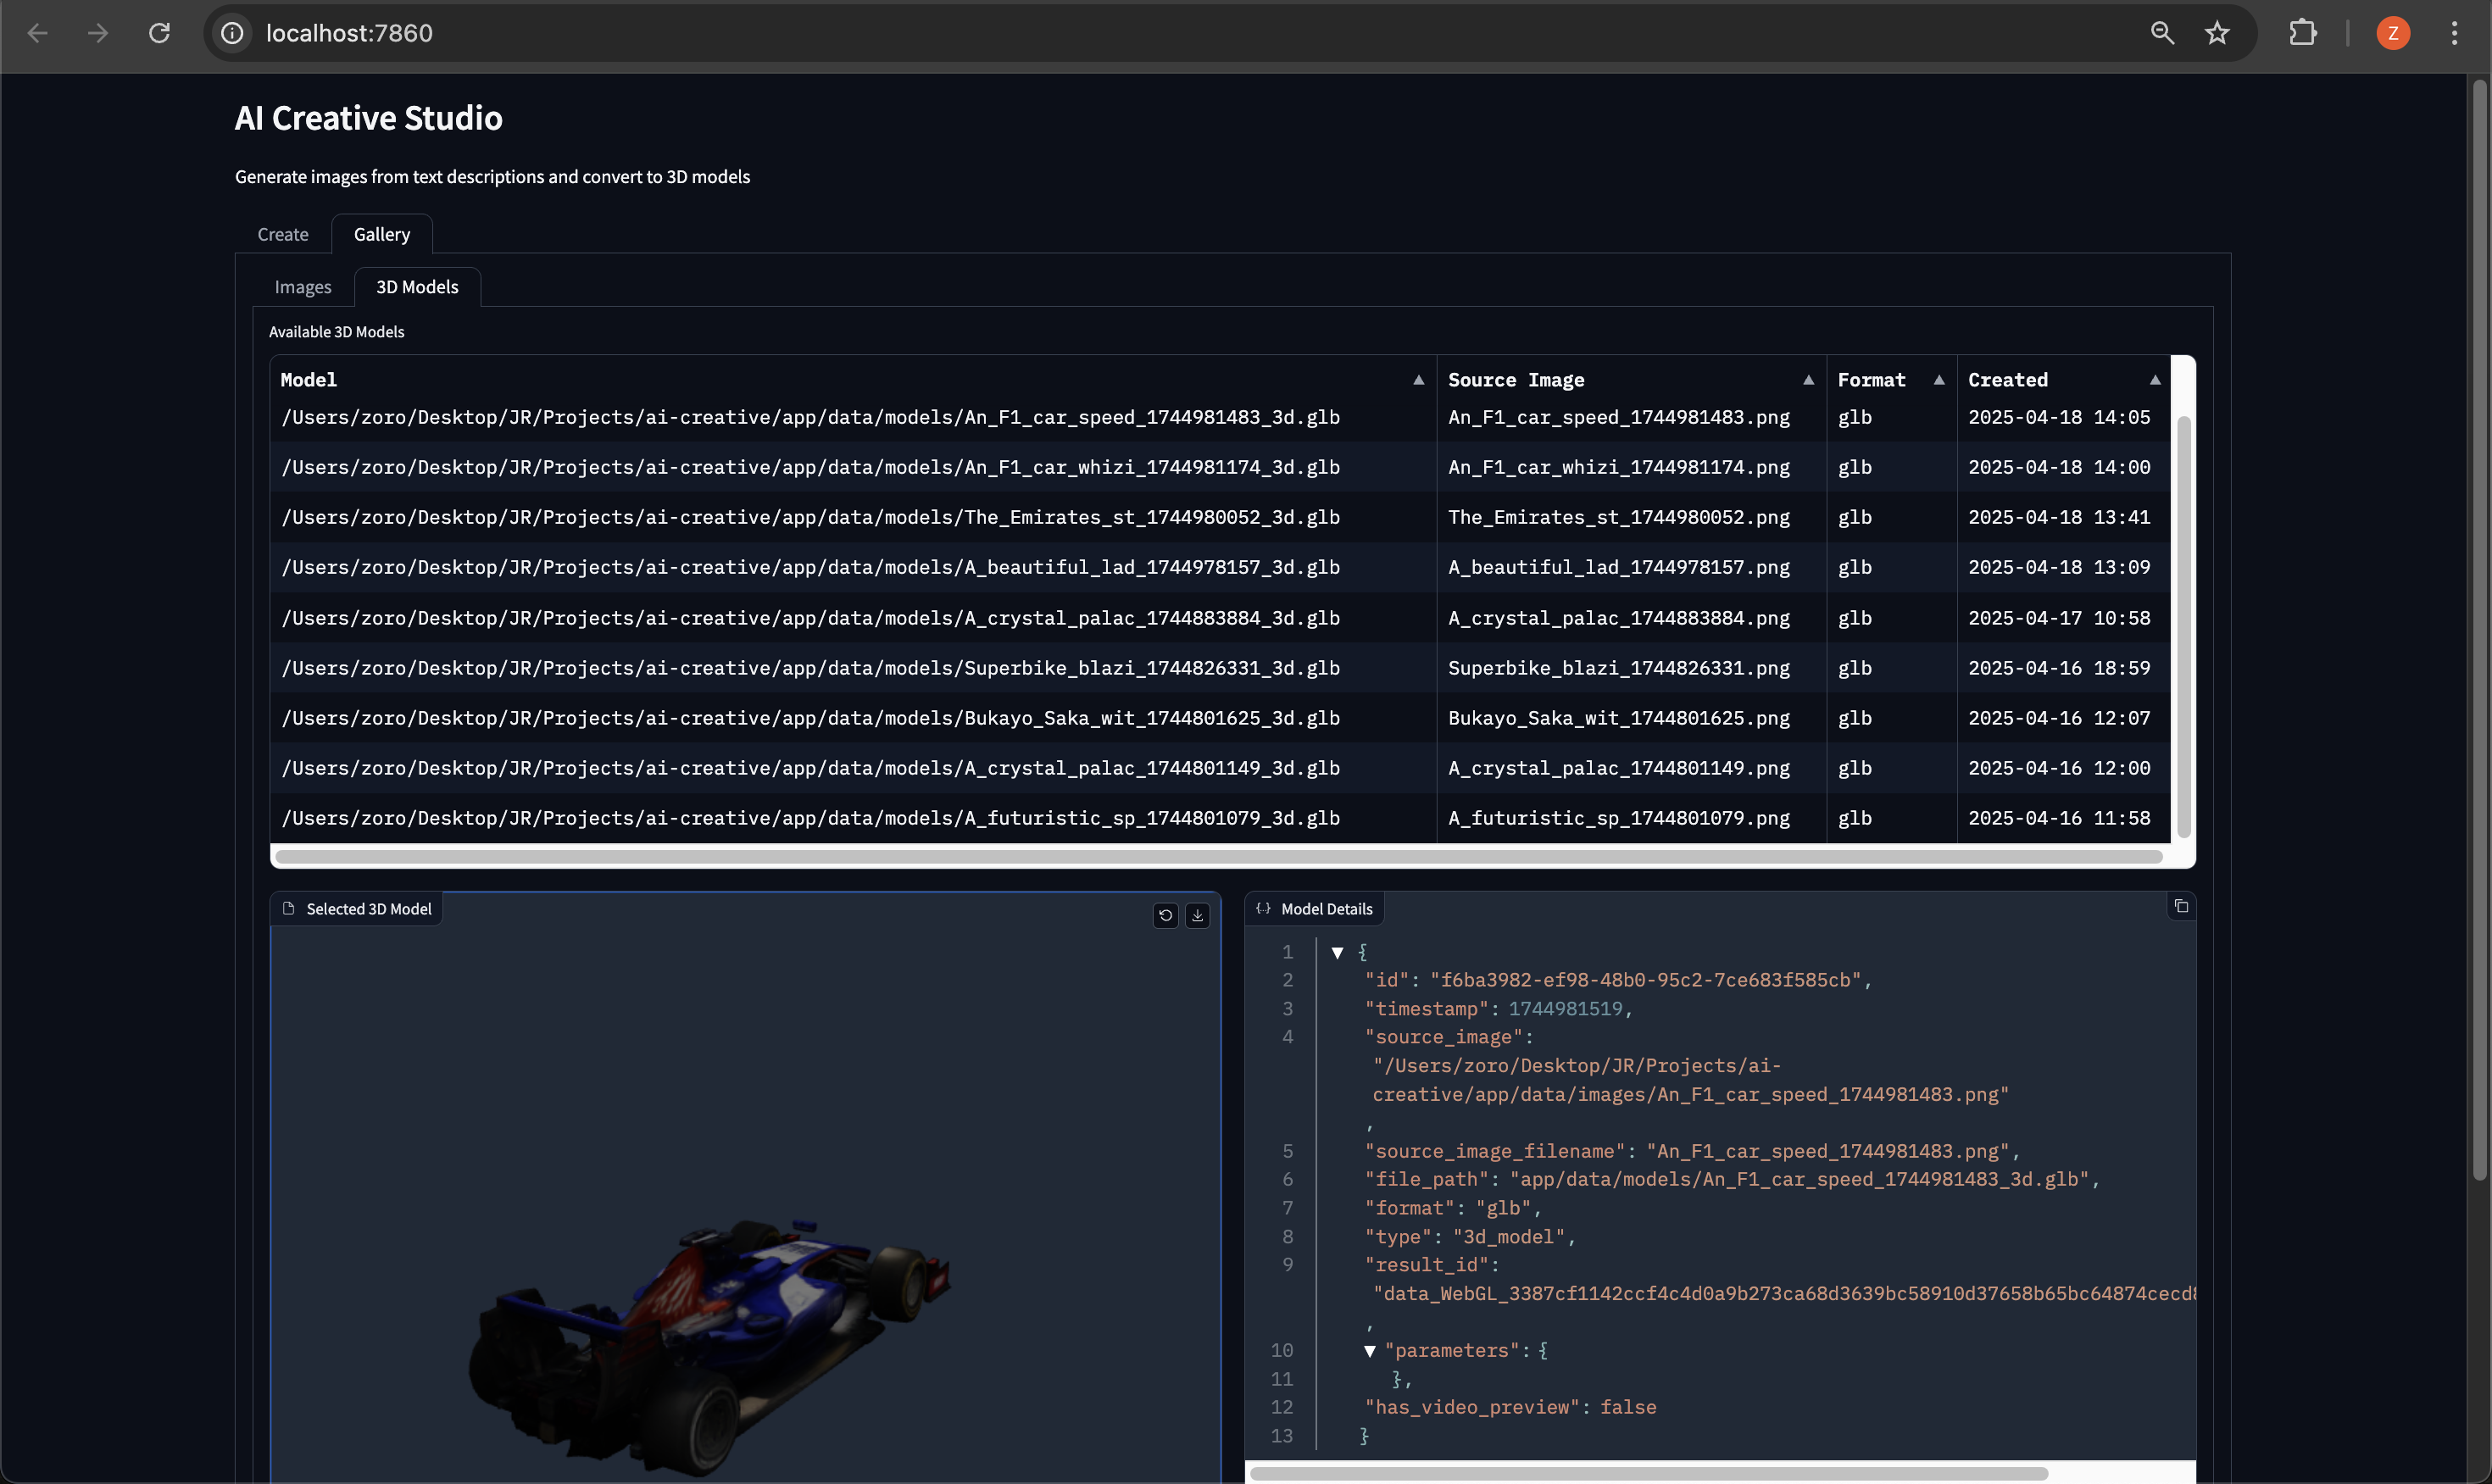 localhost:7860
Z
AI Creative Studio
Generate images from text descriptions and convert to 3D models
Create Gallery
Images 3D Models
Available 3D Models
Model Source Image Format Created
/Users/zoro/Desktop/JR/Projects/ai-creative/app/data/models/An_F1_car_speed_1744981483_3d.glb An_F1_car_speed_1744981483.png glb 2025-04-18 14:05
/Users/zoro/Desktop/JR/Projects/ai-creative/app/data/models/An_F1_car_whizi_1744981174_3d.glb An_F1_car_whizi_1744981174.png glb 2025-04-18 14:00
/Users/zoro/Desktop/JR/Projects/ai-creative/app/data/models/The_Emirates_st_1744980052_3d.glb The_Emirates_st_1744980052.png glb 2025-04-18 13:41
/Users/zoro/Desktop/JR/Projects/ai-creative/app/data/models/A_beautiful_lad_1744978157_3d.glb A_beautiful_lad_1744978157.png glb 2025-04-18 13:09
/Users/zoro/Desktop/JR/Projects/ai-creative/app/data/models/A_crystal_palac_1744883884_3d.glb A_crystal_palac_1744883884.png glb 2025-04-17 10:58
/Users/zoro/Desktop/JR/Projects/ai-creative/app/data/models/Superbike_blazi_1744826331_3d.glb Superbike_blazi_1744826331.png glb 2025-04-16 18:59
/Users/zoro/Desktop/JR/Projects/ai-creative/app/data/models/Bukayo_Saka_wit_1744801625_3d.glb Bukayo_Saka_wit_1744801625.png glb 2025-04-16 12:07
/Users/zoro/Desktop/JR/Projects/ai-creative/app/data/models/A_crystal_palac_1744801149_3d.glb A_crystal_palac_1744801149.png glb 2025-04-16 12:00
/Users/zoro/Desktop/JR/Projects/ai-creative/app/data/models/A_futuristic_sp_1744801079_3d.glb A_futuristic_sp_1744801079.png glb 2025-04-16 11:58
Selected 3D Model
Model Details
1 {
2 "id": "f6ba3982-ef98-48b0-95c2-7ce683f585cb",
3 "timestamp": 1744981519,
4 "source_image":
"/Users/zoro/Desktop/JR/Projects/ai-
creative/app/data/images/An_F1_car_speed_1744981483.png"
,
5 "source_image_filename": "An_F1_car_speed_1744981483.png",
6 "file_path": "app/data/models/An_F1_car_speed_1744981483_3d.glb",
7 "format": "glb",
8 "type": "3d_model",
9 "result_id":
"data_WebGL_3387cf1142ccf4c4d0a9b273ca68d3639bc58910d37658b65bc64874cecd
,
10 "parameters": {
11 },
12 "has_video_preview": false
13 }